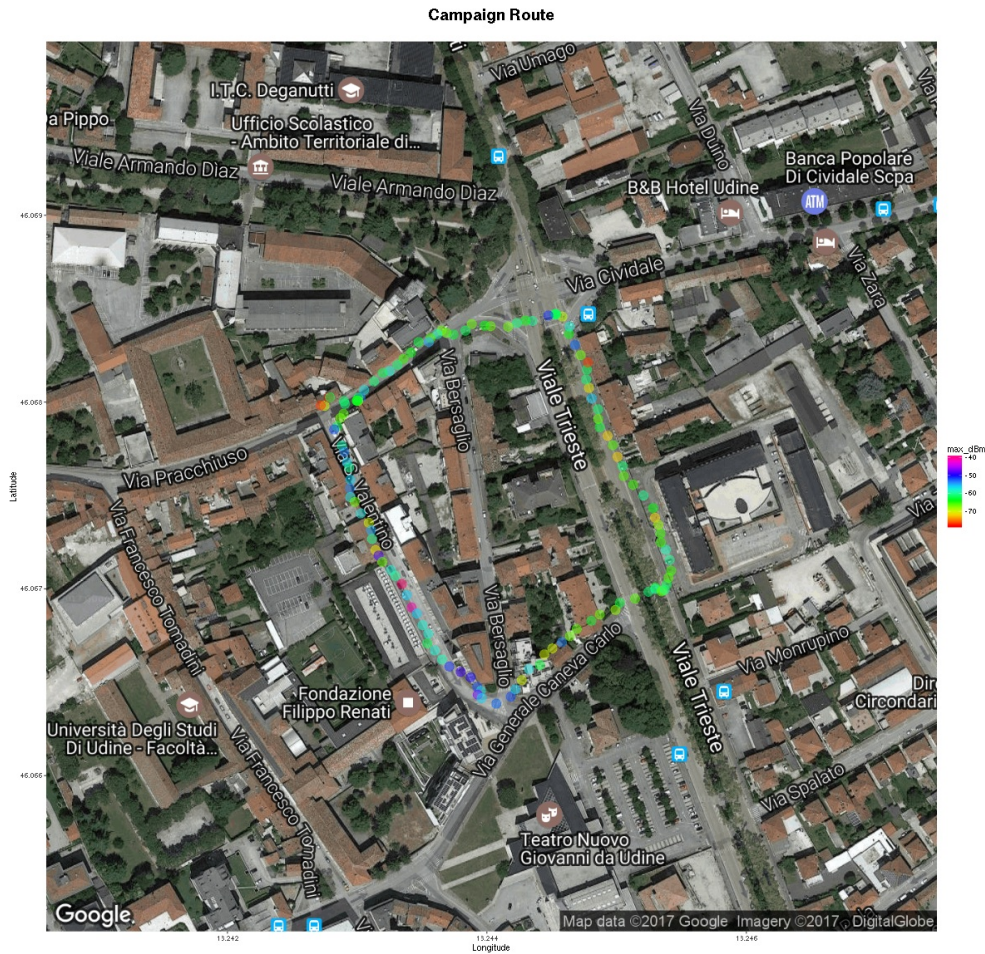 Campaign Route
ti
Via Umago
I.T.C. Deganutti
Ufficio Scolastico
- Ambito Territoriale di...
Via Duino
Banca Popolare
Di Cividale Scpa
Viale Armando Diaz
Viale Armando Diaz
B&B Hotel Udine
ATM
46.069
Via Cividale
Via Zara
Via Bersaglio
Viale Trieste
46.068
Via Pracchiuso
Via S. Valentino
max_dBm
-40
-50
-60
-70
Latitude
Via Francesco Tomadini
46.067
Via Bersaglio
Via Generale Caneva Carlo
Via Monrupino
Viale Trieste
Fondazione
Filippo Renati
Università Degli Studi
Di Udine - Facoltà...
Circondari
Via Francesco Tomadini
46.066
Via Spalato
Teatro Nuovo
Giovanni da Udine
Google
Map data ©2017 Google Imagery ©2017 , DigitalGlobe
13.242
13.244
13.246
Longitude